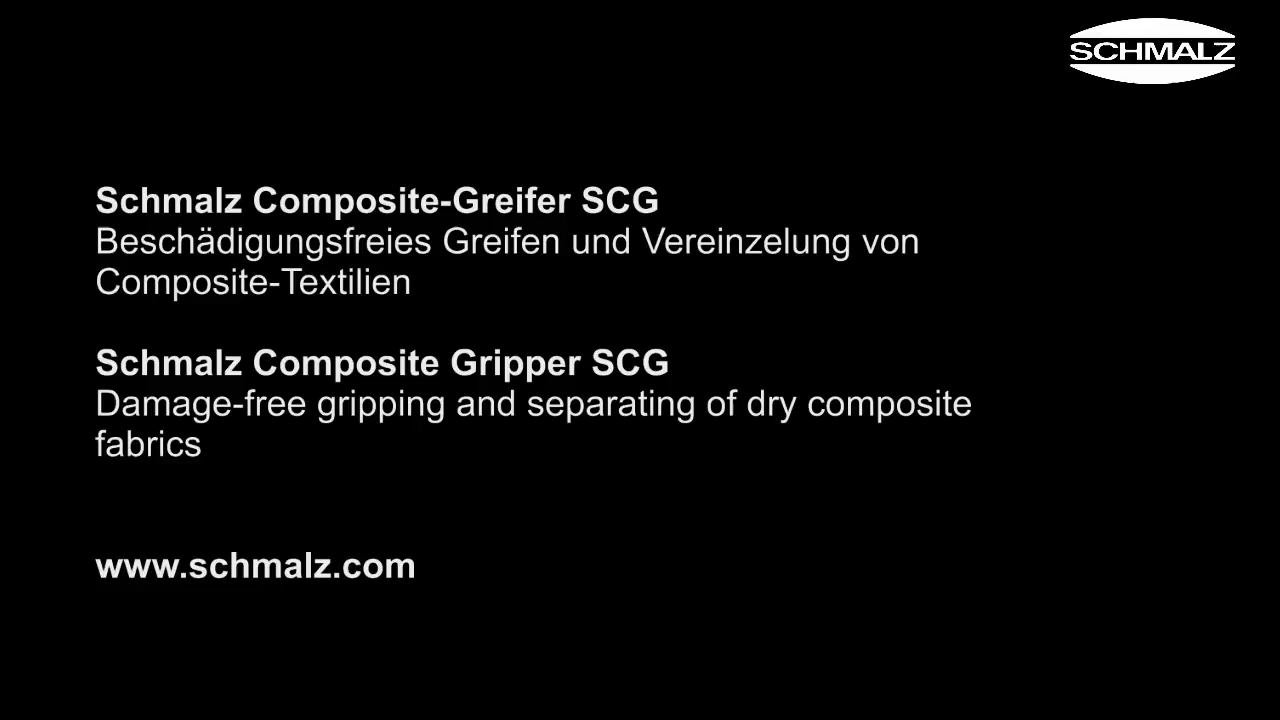 SCHMALZ
Schmalz Composite-Greifer SCG
Beschädigungsfreies Greifen und Vereinzelung von
Composite-Textilien
Schmalz Composite Gripper SCG
Damage-free gripping and separating of dry composite
fabrics
www.schmalz.com